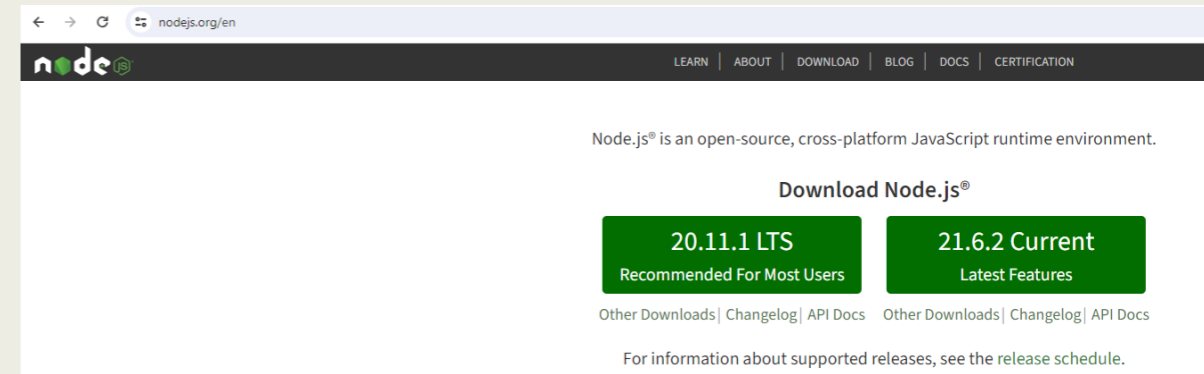 nodejs.org/en
node JS
LEARN | ABOUT | DOWNLOAD | BLOG | DOCS | CERTIFICATION
Node.js® is an open-source, cross-platform JavaScript runtime environment.
Download Node.js®
20.11.1 LTS
Recommended For Most Users
21.6.2 Current
Latest Features
Other Downloads | Changelog | API Docs Other Downloads | Changelog | API Docs
For information about supported releases, see the release schedule.